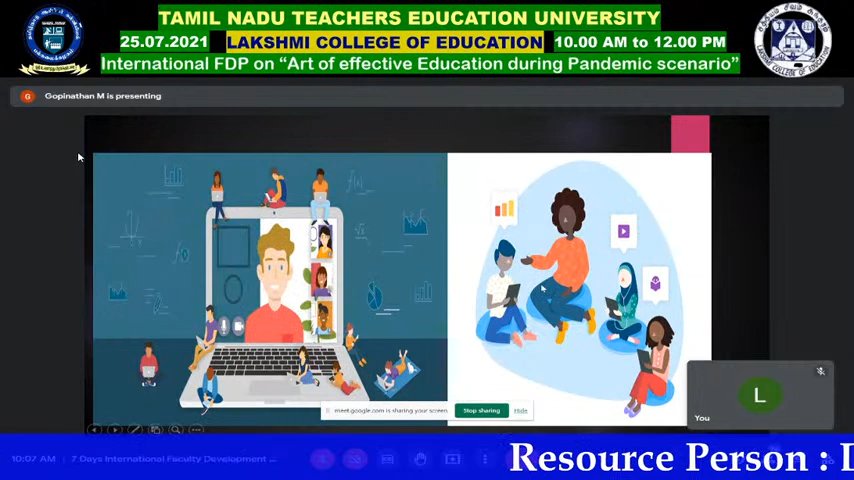 TAMIL NADU TEACHERS EDUCATION UNIVERSITY
25.07.2021 LAKSHMI COLLEGE OF EDUCATION 10.00 AM to 12.00 PM
International FDP on “Art of effective Education during Pandemic scenario”
G Gopinathan M is presenting
meet.google.com is sharing your screen. Stop sharing Hide
L
You
10:07 AM | 7 Days International Faculty Development ...
Resource Person :